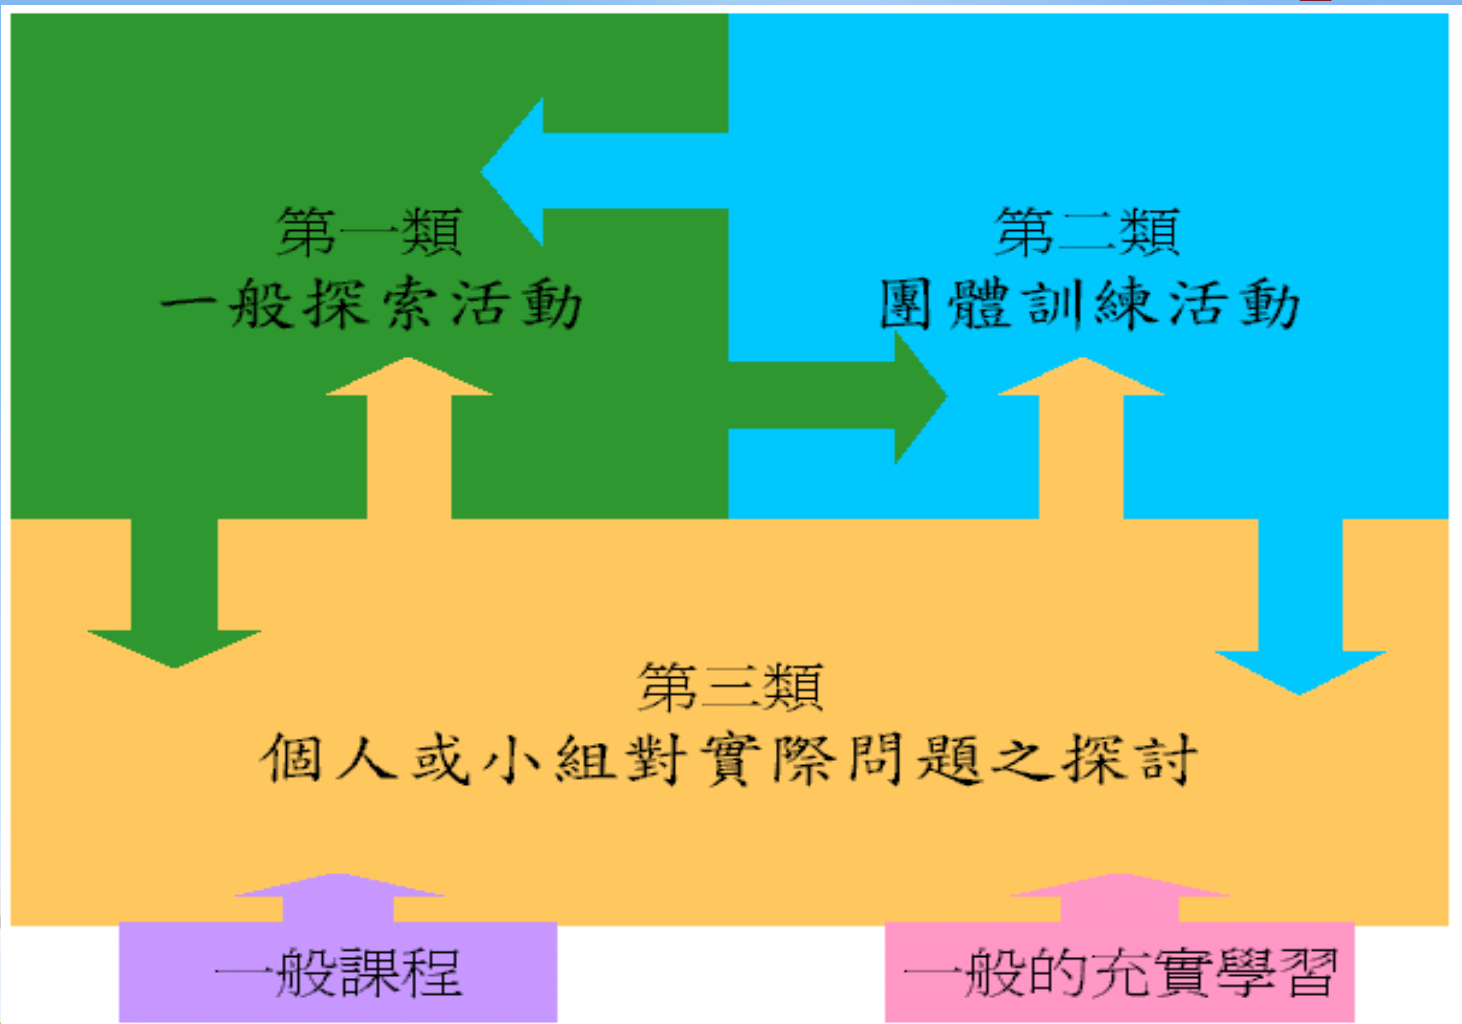 第一類
一般探索活動
第二類
團體訓練活動
第三類
個人或小組對實際問題之探討
一般課程
一般的充實學習